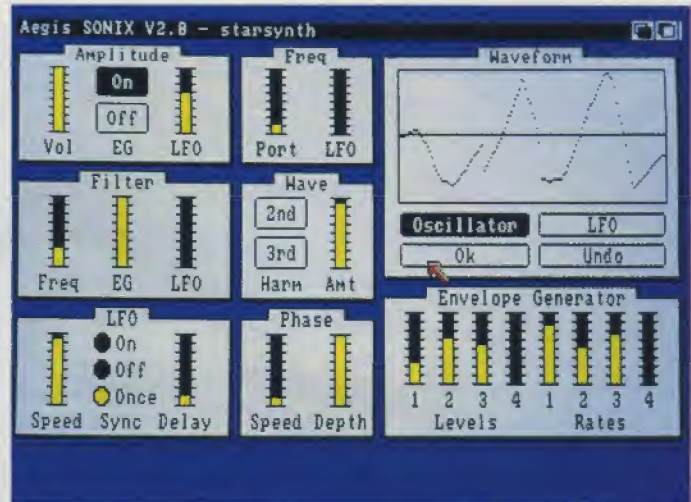 Aegis SONIX V2.0 - starsynth
Amplitude
On
Off
Vol EG LFO
Freq
Port LFO
Waveform
Oscillator LFO
Ok Undo
Filter
Freq EG LFO
Wave
2nd
3rd
Harm Amt
LFO
On
Off
Once
Speed Sync Delay
Phase
Speed Depth
Envelope Generator
1 2 3 4 1 2 3 4
Levels Rates